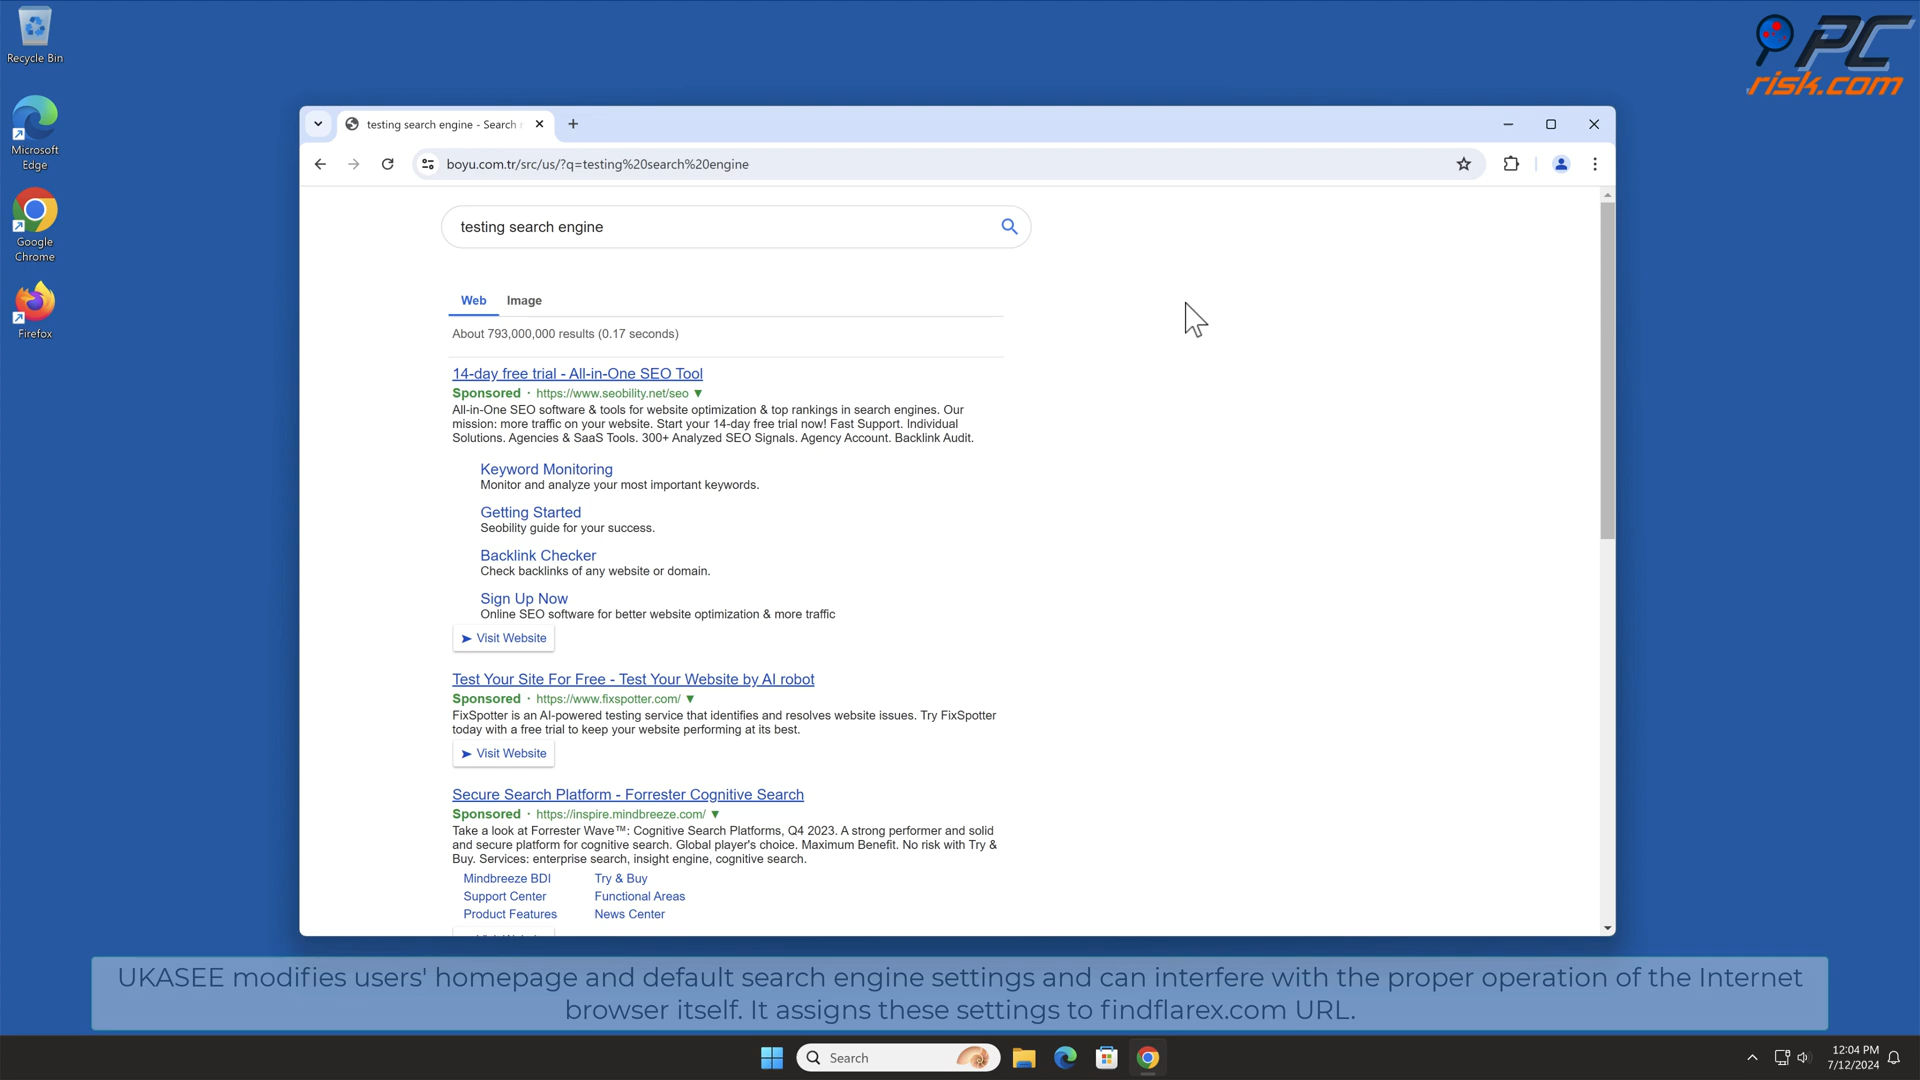 Recycle Bin
Microsoft
Edge
Google
Chrome
Firefox
PC
risk.com
testing search engine - Search
boyu.com.tr/src/us/?q=testing%20search%20engine
testing search engine
Web Image
About 793,000,000 results (0.17 seconds)
14-day free trial - All-in-One SEO Tool
Sponsored · https://www.seobility.net/seo ▼
All-in-One SEO software & tools for website optimization & top rankings in search engines. Our
mission: more traffic on your website. Start your 14-day free trial now! Fast Support. Individual
Solutions. Agencies & SaaS Tools. 300+ Analyzed SEO Signals. Agency Account. Backlink Audit.
Keyword Monitoring
Monitor and analyze your most important keywords.
Getting Started
Seobility guide for your success.
Backlink Checker
Check backlinks of any website or domain.
Sign Up Now
Online SEO software for better website optimization & more traffic
➤ Visit Website
Test Your Site For Free - Test Your Website by AI robot
Sponsored · https://www.fixspotter.com/ ▼
FixSpotter is an AI-powered testing service that identifies and resolves website issues. Try FixSpotter
today with a free trial to keep your website performing at its best.
➤ Visit Website
Secure Search Platform - Forrester Cognitive Search
Sponsored · https://inspire.mindbreeze.com/ ▼
Take a look at Forrester Wave™: Cognitive Search Platforms, Q4 2023. A strong performer and solid
and secure platform for cognitive search. Global player's choice. Maximum Benefit. No risk with Try &
Buy. Services: enterprise search, insight engine, cognitive search.
Mindbreeze BDI Try & Buy
Support Center Functional Areas
Product Features News Center
UKASEE modifies users' homepage and default search engine settings and can interfere with the proper operation of the Internet
browser itself. It assigns these settings to findflarex.com URL.
Search
12:04 PM
7/12/2024